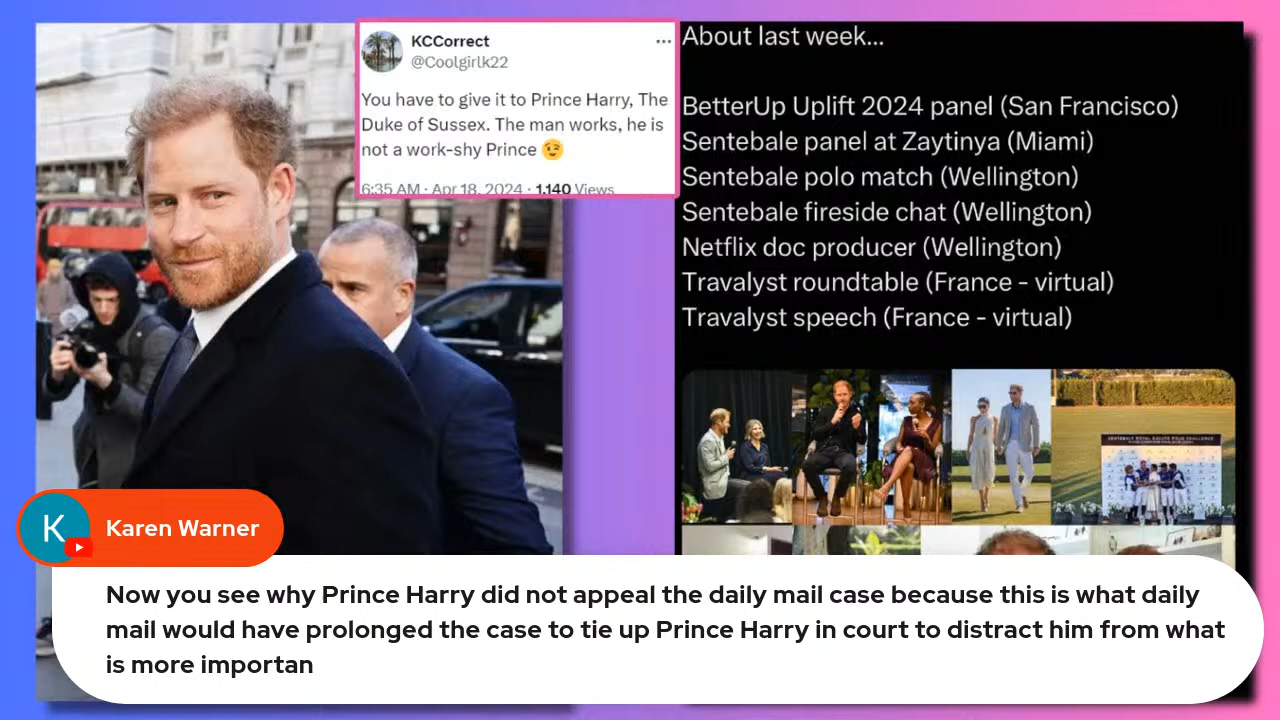 KCCorrect
@Coolgirlk22
You have to give it to Prince Harry, The
Duke of Sussex. The man works, he is
not a work-shy Prince 😉
6:35 AM · Apr 18, 2024 · 1,140 Views
About last week...
BetterUp Uplift 2024 panel (San Francisco)
Sentebale panel at Zaytinya (Miami)
Sentebale polo match (Wellington)
Sentebale fireside chat (Wellington)
Netflix doc producer (Wellington)
Travalyst roundtable (France - virtual)
Travalyst speech (France - virtual)
SENTEBALE ROYAL SALUTE POLO CHALLENGE
K
Karen Warner
Now you see why Prince Harry did not appeal the daily mail case because this is what daily
mail would have prolonged the case to tie up Prince Harry in court to distract him from what
is more importan